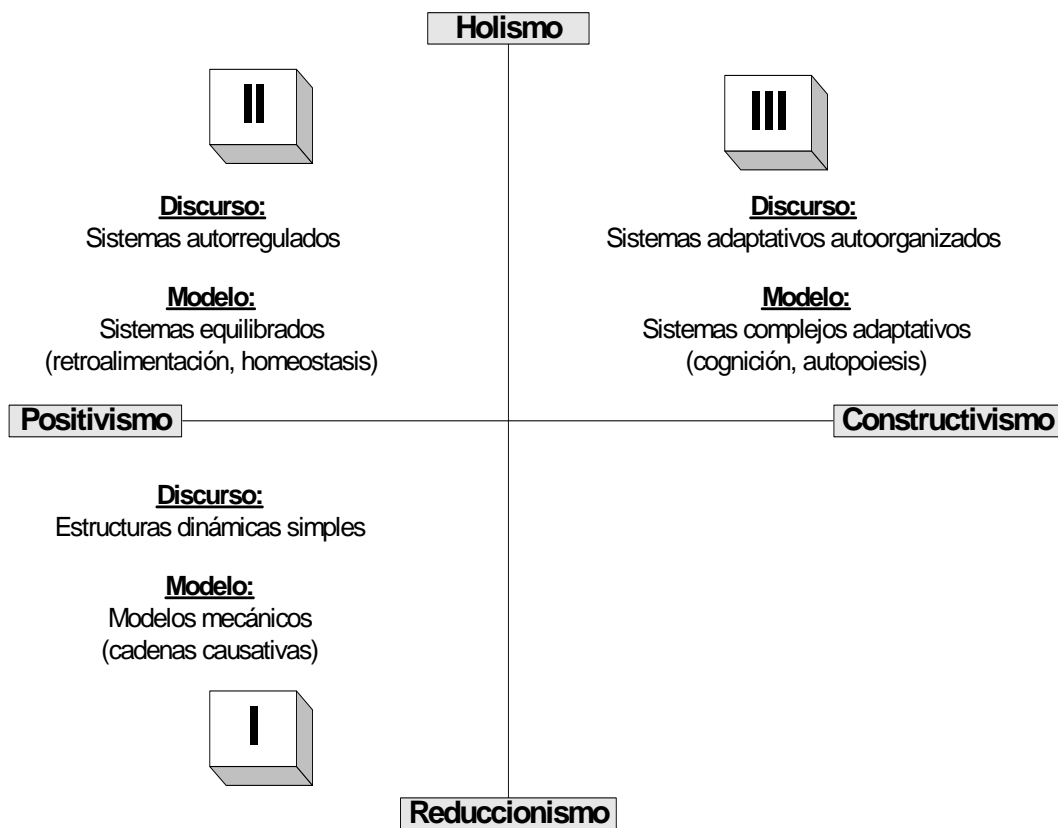 Holismo
II
Discurso:
Sistemas autorregulados
Modelo:
Sistemas equilibrados
(retroalimentación, homeostasis)
III
Discurso:
Sistemas adaptativos autoorganizados
Modelo:
Sistemas complejos adaptativos
(cognición, autopoiesis)
Positivismo
Constructivismo
Discurso:
Estructuras dinámicas simples
Modelo:
Modelos mecánicos
(cadenas causativas)
I
Reduccionismo